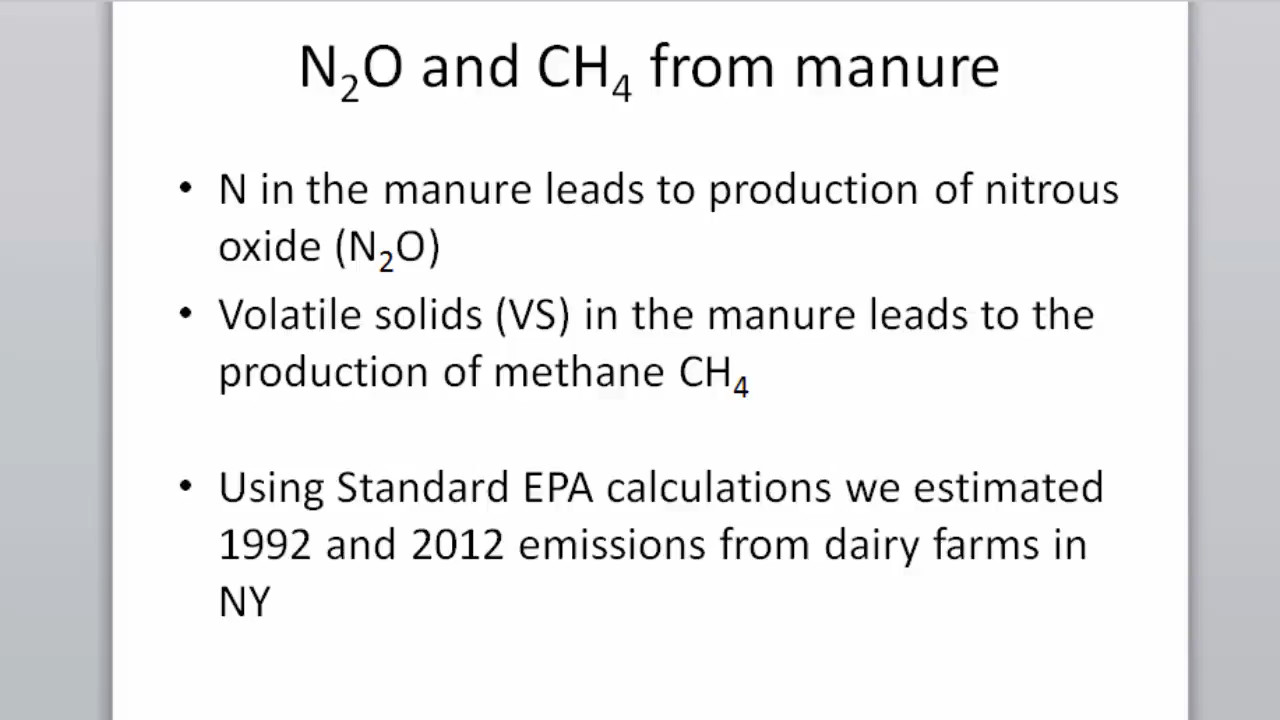 N₂O and CH₄ from manure
• N in the manure leads to production of nitrous
oxide (N₂O)
• Volatile solids (VS) in the manure leads to the
production of methane CH₄
• Using Standard EPA calculations we estimated
1992 and 2012 emissions from dairy farms in
NY